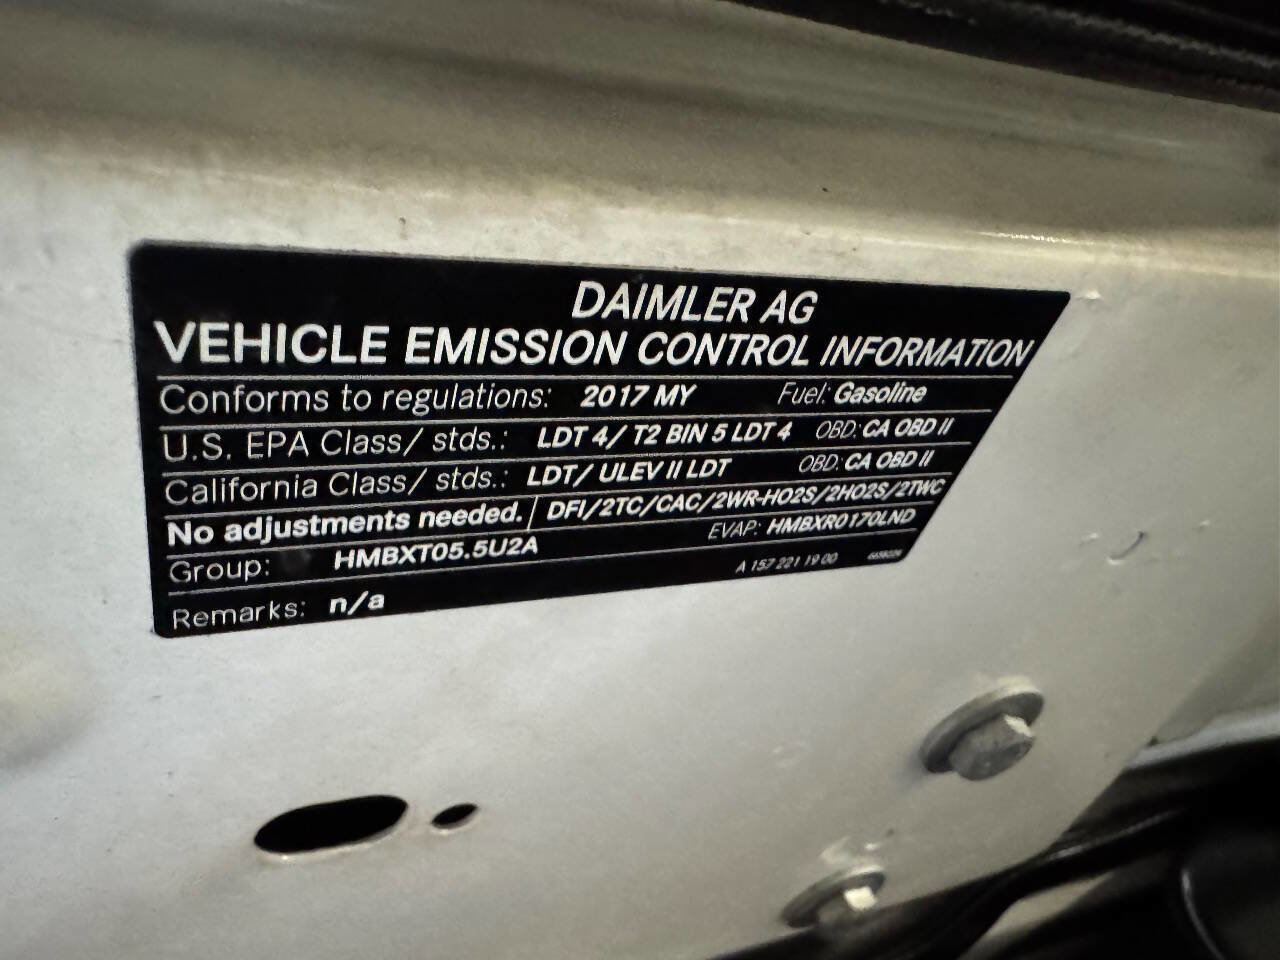 DAIMLER AG
VEHICLE EMISSION CONTROL INFORMATION
Conforms to regulations: 2017 MY Fuel: Gasoline
U.S. EPA Class/ stds.: LDT 4/ T2 BIN 5 LDT 4 OBD: CA OBD II
California Class/ stds.: LDT/ ULEV II LDT OBD: CA OBD II
No adjustments needed. DFI/2TC/CAC/2WR-HO2S/2HO2S/2TWC
Group: HMBXT05.5U2A EVAP: HMBXR0170LND
Remarks: n/a A 157 221 19 00